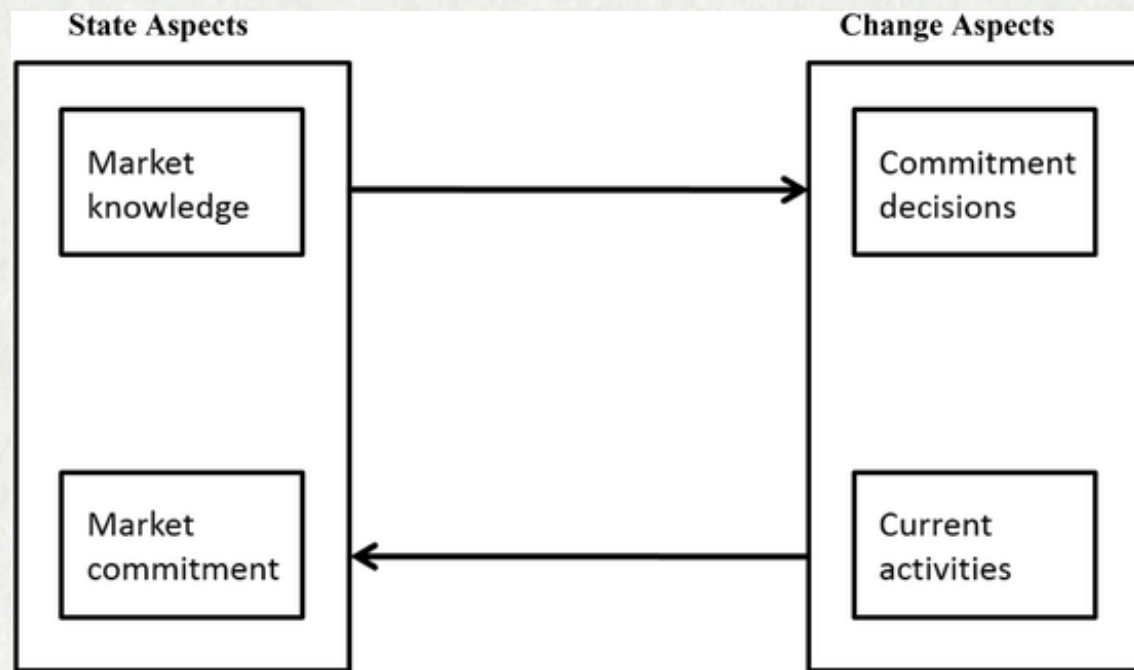 State Aspects
Change Aspects
Market
knowledge
Commitment
decisions
Market
commitment
Current
activities